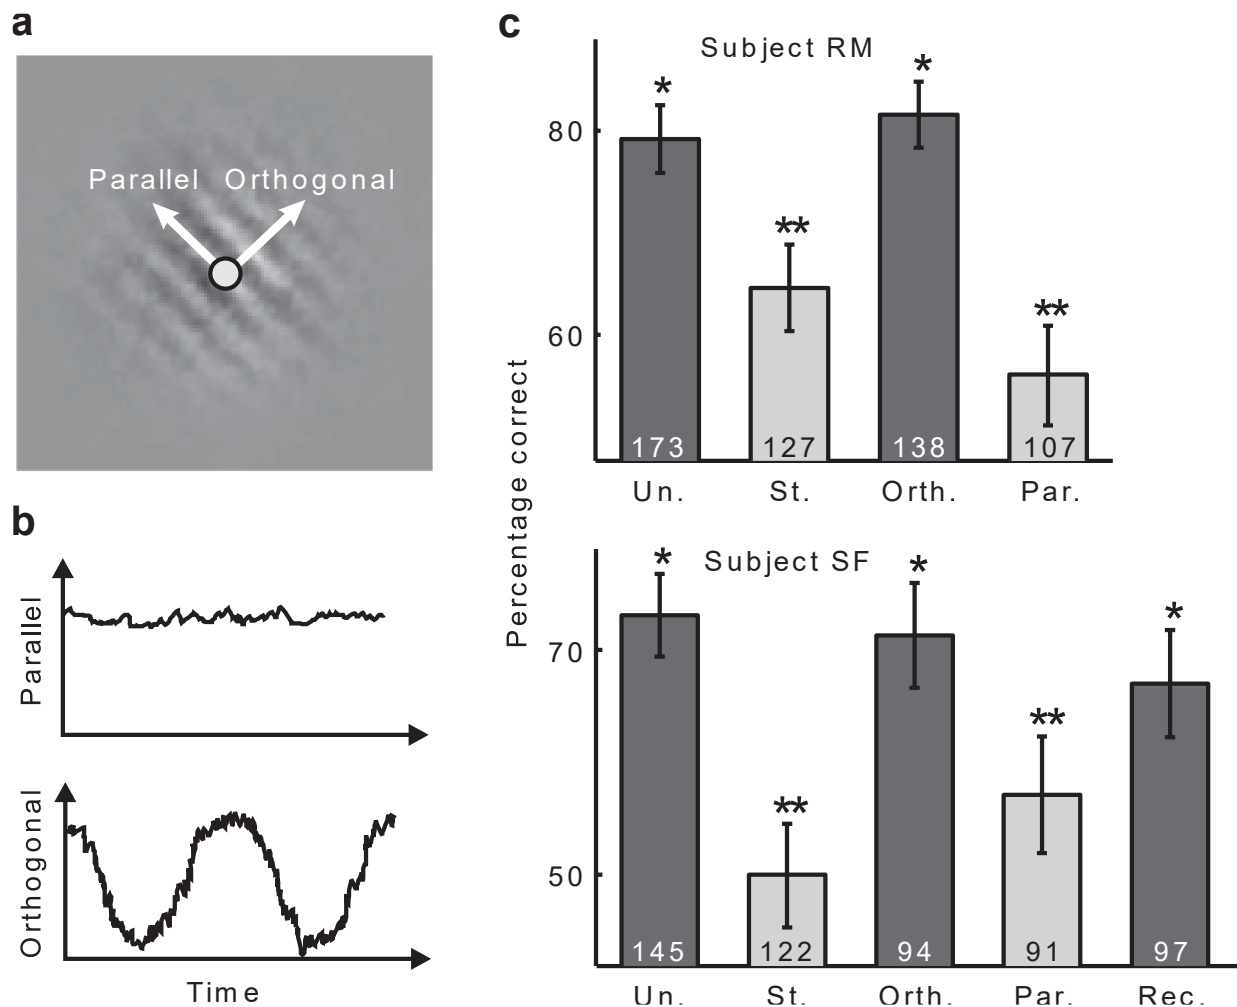 a
Parallel Orthogonal
b
Parallel
Orthogonal
Time
c
Percentage correct
Subject RM
80
60
* ** * **
173 127 138 107
Un. St. Orth. Par.
Subject SF
70
50
* ** * ** *
145 122 94 91 97
Un. St. Orth. Par. Rec.